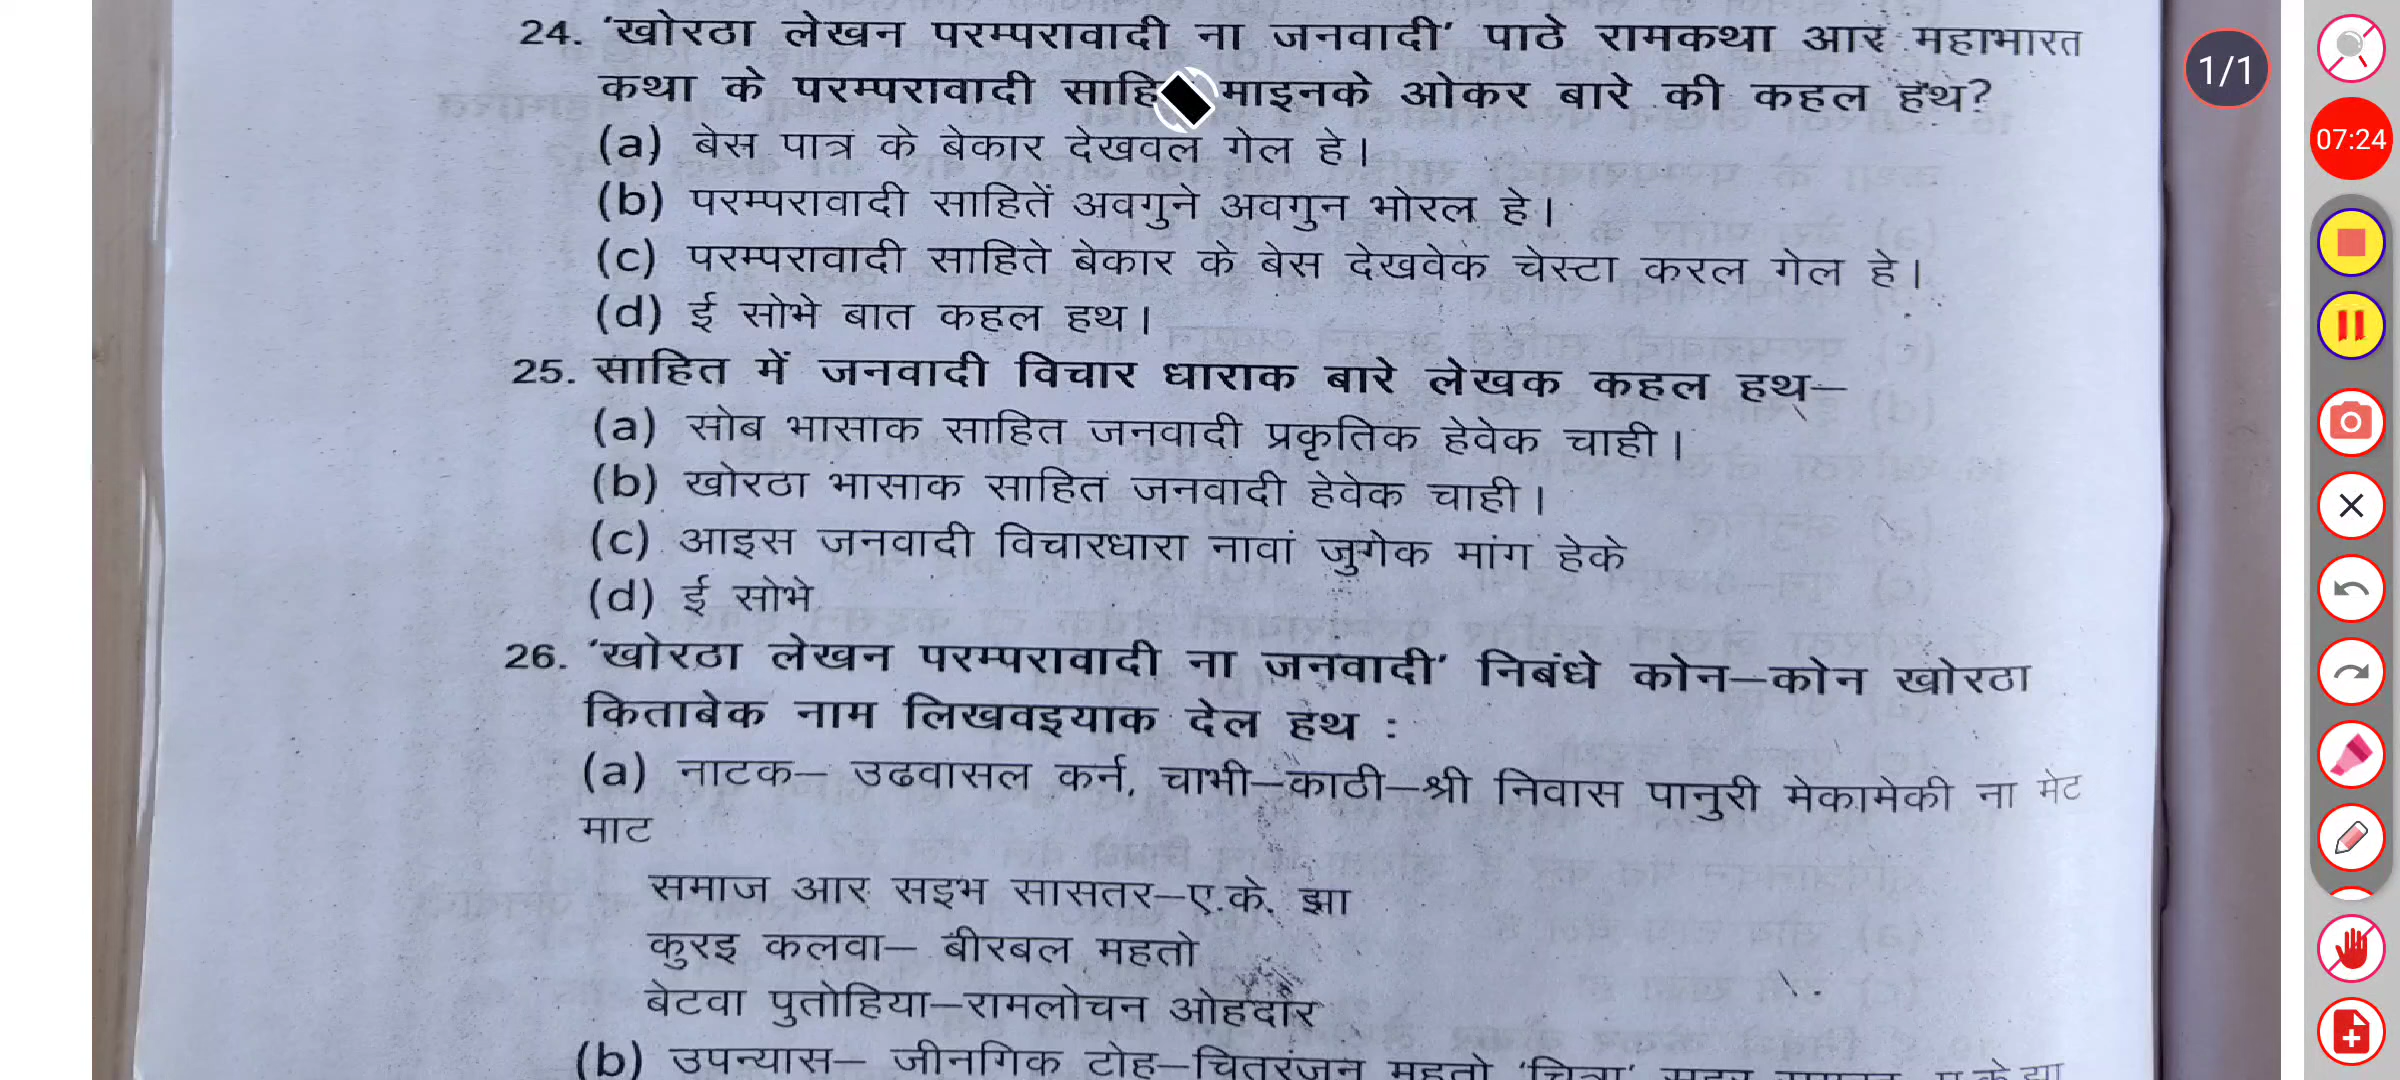 24. ‘खोरठा लेखन परम्परावादी ना जनवादी’ पाठे रामकथा आर महाभारत
कथा के परम्परावादी माइनके ओकर बारे की कहल हथ?
(a) बेस पात्र के बेकार देखवल गेल हे।
(b) परम्परावादी साहितें अवगुने अवगुन भोरल हे।
(c) परम्परावादी साहिते बेकार के बेस देखवेक चेस्टा करल गेल हे।
(d) ई सोभे बात कहल हथ।
25. साहित में जनवादी विचार धाराक बारे लेखक कहल हथ्–
(a) सोब भासाक साहित जनवादी प्रकृतिक हेवेक चाही।
(b) खोरठा भासाक साहित जनवादी हेवेक चाही।
(c) आइस जनवादी विचारधारा नावां जुगेक मांग हेके
(d) ई सोभे
26. ‘खोरठा लेखन परम्परावादी ना जनवादी’ निबंधे कोन–कोन खोरठा
किताबेक नाम लिखवइयाक देल हथ :
(a) नाटक– उढवासल कर्न, चाभी–काठी–श्री निवास पानुरी मेकामेकी ना मेट
माट
समाज आर सइभ सासतर–ए.के. झा
कुरइ कलवा– बीरबल महतो
बेटवा पुतोहिया–रामलोचन ओहदार
(b) उपन्यास– जीनगिक टोह–चितरंजन महतो ‘चित्रा’
1/1
07:24